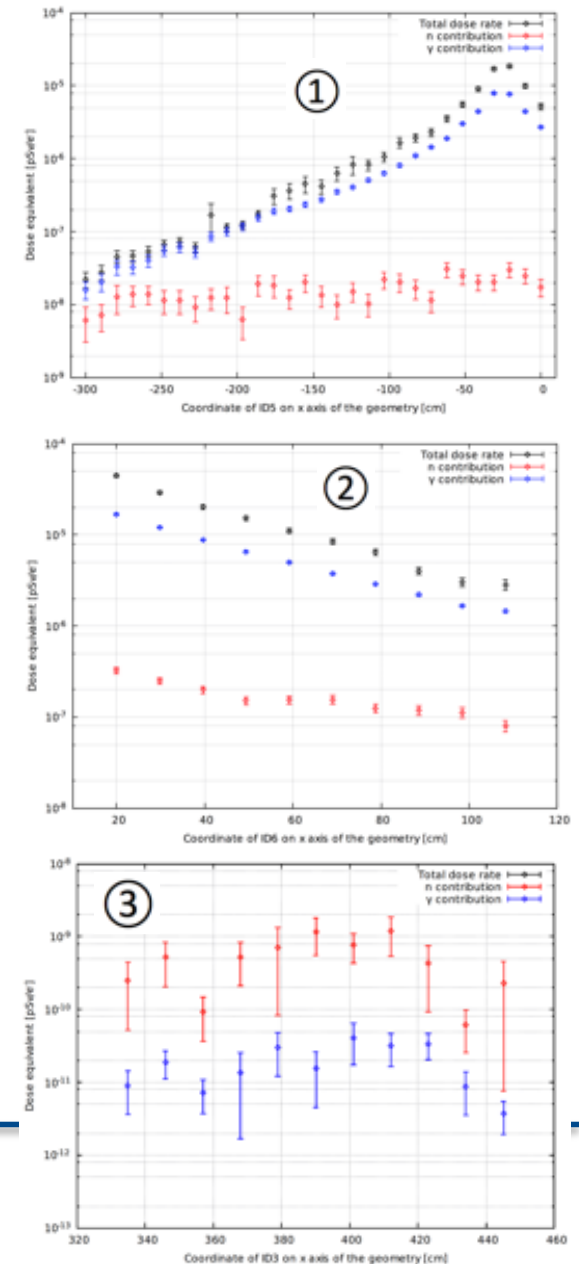 ①
Total dose rate
n contribution
γ contribution
Dose equivalent [pSv/e⁻]
10⁻⁴
10⁻⁵
10⁻⁶
10⁻⁷
10⁻⁸
10⁻⁹
-300 -250 -200 -150 -100 -50 0
Coordinate of ID5 on x axis of the geometry [cm]
②
Total dose rate
n contribution
γ contribution
Dose equivalent [pSv/e⁻]
10⁻⁴
10⁻⁵
10⁻⁶
10⁻⁷
10⁻⁸
20 40 60 80 100 120
Coordinate of ID6 on x axis of the geometry [cm]
③
Total dose rate
n contribution
γ contribution
Dose equivalent [pSv/e⁻]
10⁻⁸
10⁻⁹
10⁻¹⁰
10⁻¹¹
10⁻¹²
10⁻¹³
320 340 360 380 400 420 440 460
Coordinate of ID3 on x axis of the geometry [cm]